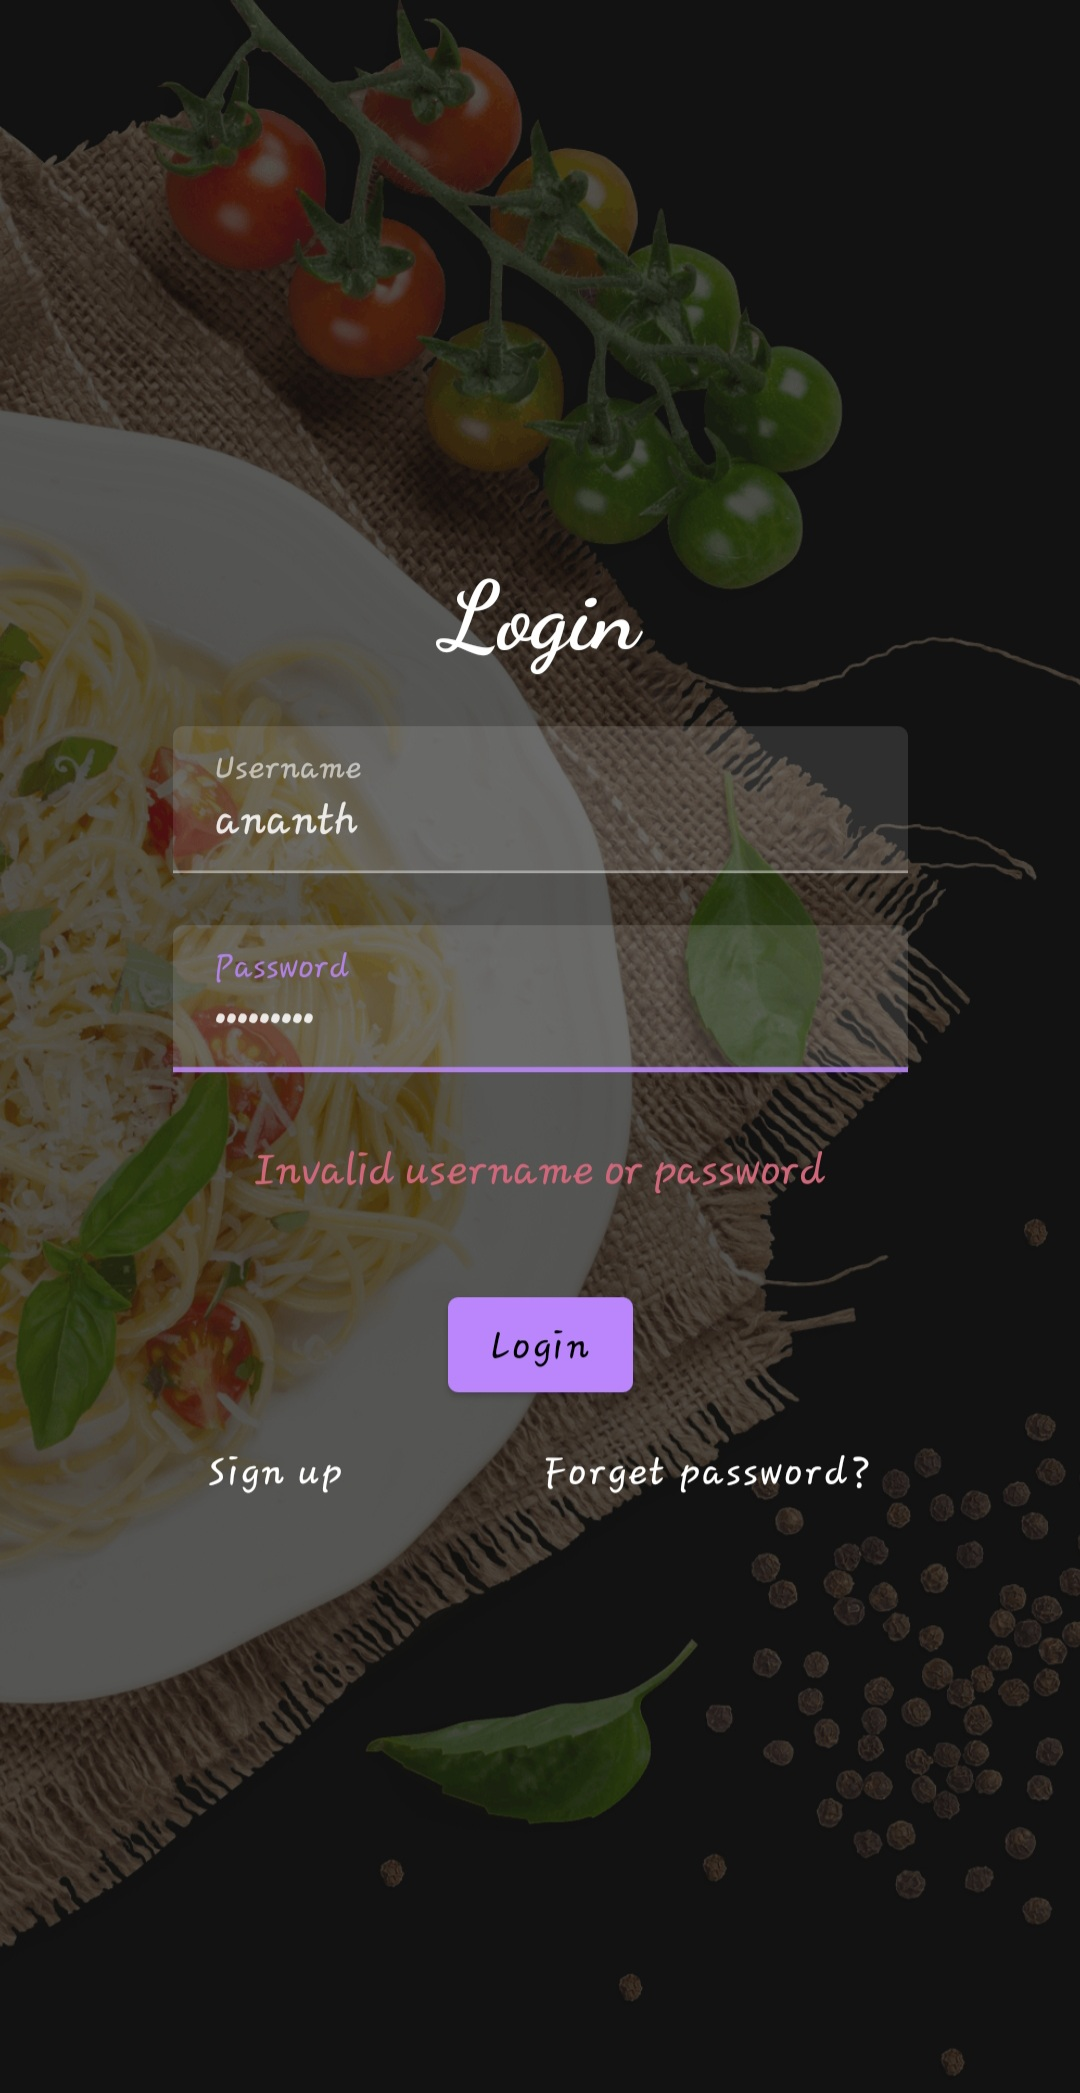 Login
Username
ananth
Password
•••••••••
Invalid username or password
Login
Sign up
Forget password?